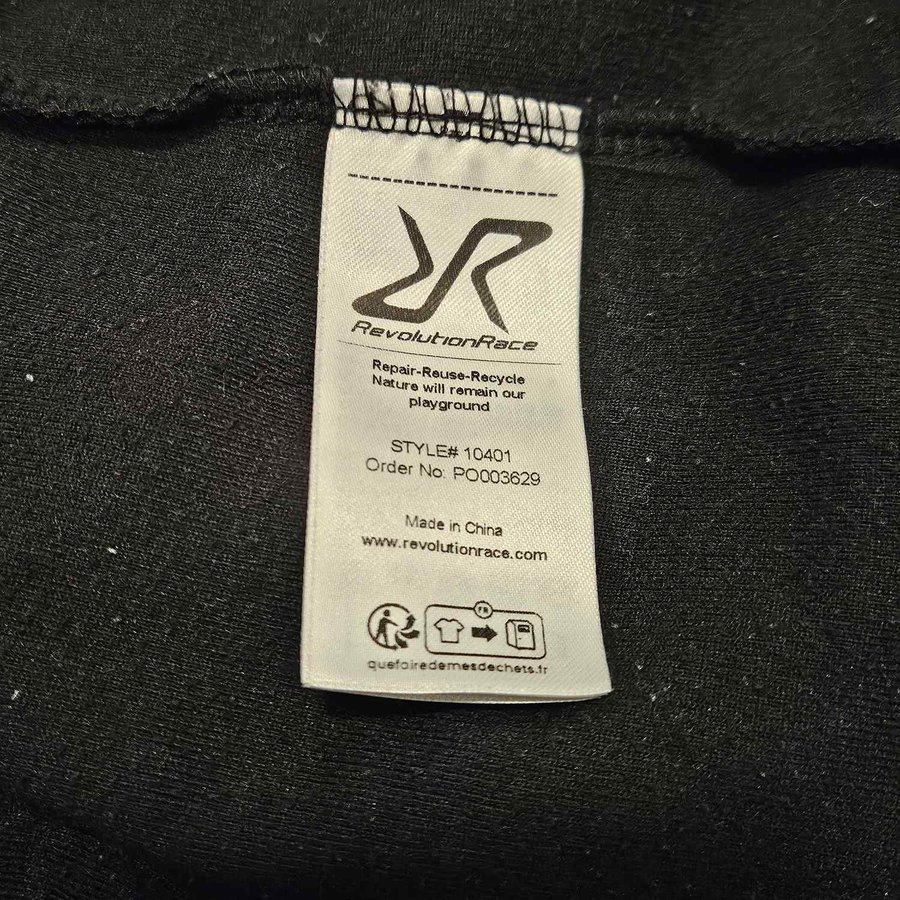 RevolutionRace
Repair-Reuse-Recycle
Nature will remain our
playground
STYLE# 10401
Order No: PO003629
Made in China
www.revolutionrace.com
FR
quefairedemesdechets.fr